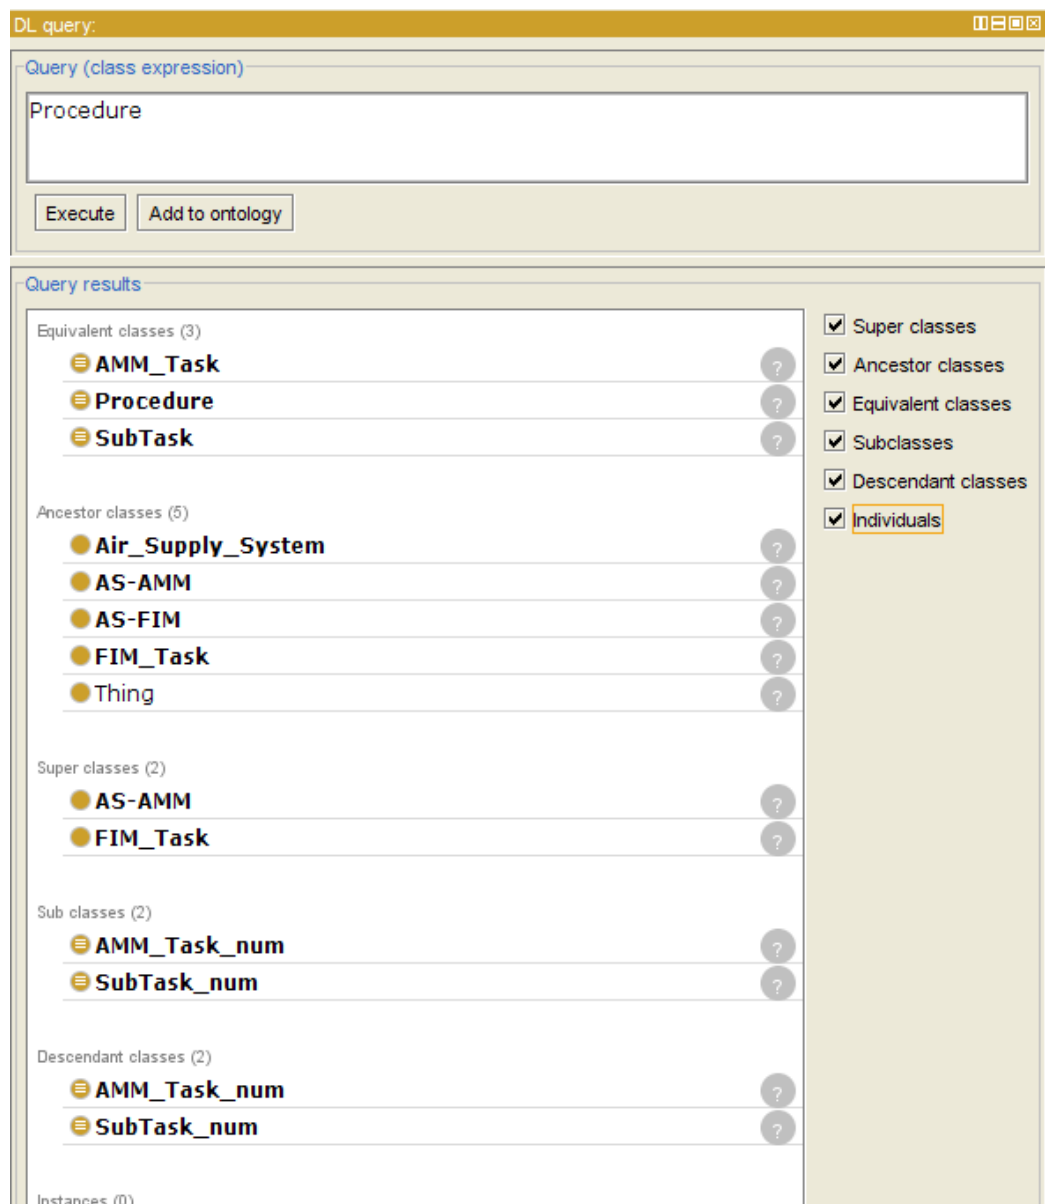 DL query:
Query (class expression)
Procedure
Execute Add to ontology
Query results
Equivalent classes (3)
AMM_Task ?
Procedure ?
SubTask ?
Ancestor classes (5)
Air_Supply_System ?
AS-AMM ?
AS-FIM ?
FIM_Task ?
Thing ?
Super classes (2)
AS-AMM ?
FIM_Task ?
Sub classes (2)
AMM_Task_num ?
SubTask_num ?
Descendant classes (2)
AMM_Task_num ?
SubTask_num ?
Instances (0)
Super classes
Ancestor classes
Equivalent classes
Subclasses
Descendant classes
Individuals